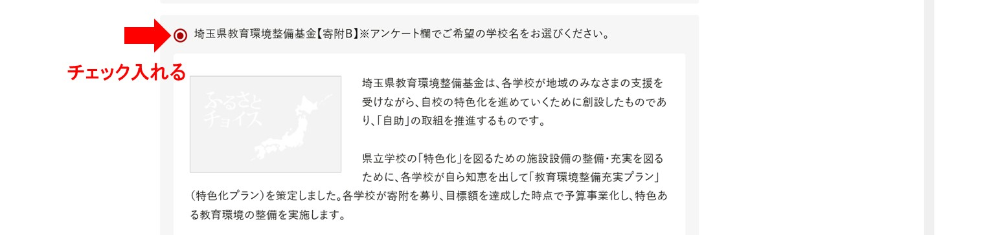 埼玉県教育環境整備基金【寄附B】※アンケート欄でご希望の学校名をお選びください。
チェック入れる
ふるさと
チョイス
埼玉県教育環境整備基金は、各学校が地域のみなさまの支援を
受けながら、自校の特色化を進めていくために創設したものであ
り、「自助」の取組を推進するものです。
県立学校の「特色化」を図るための施設設備の整備・充実を図る
ために、各学校が自ら知恵を出して「教育環境整備充実プラン」
（特色化プラン）を策定しました。各学校が寄附を募り、目標額を達成した時点で予算事業化し、特色あ
る教育環境の整備を実施します。